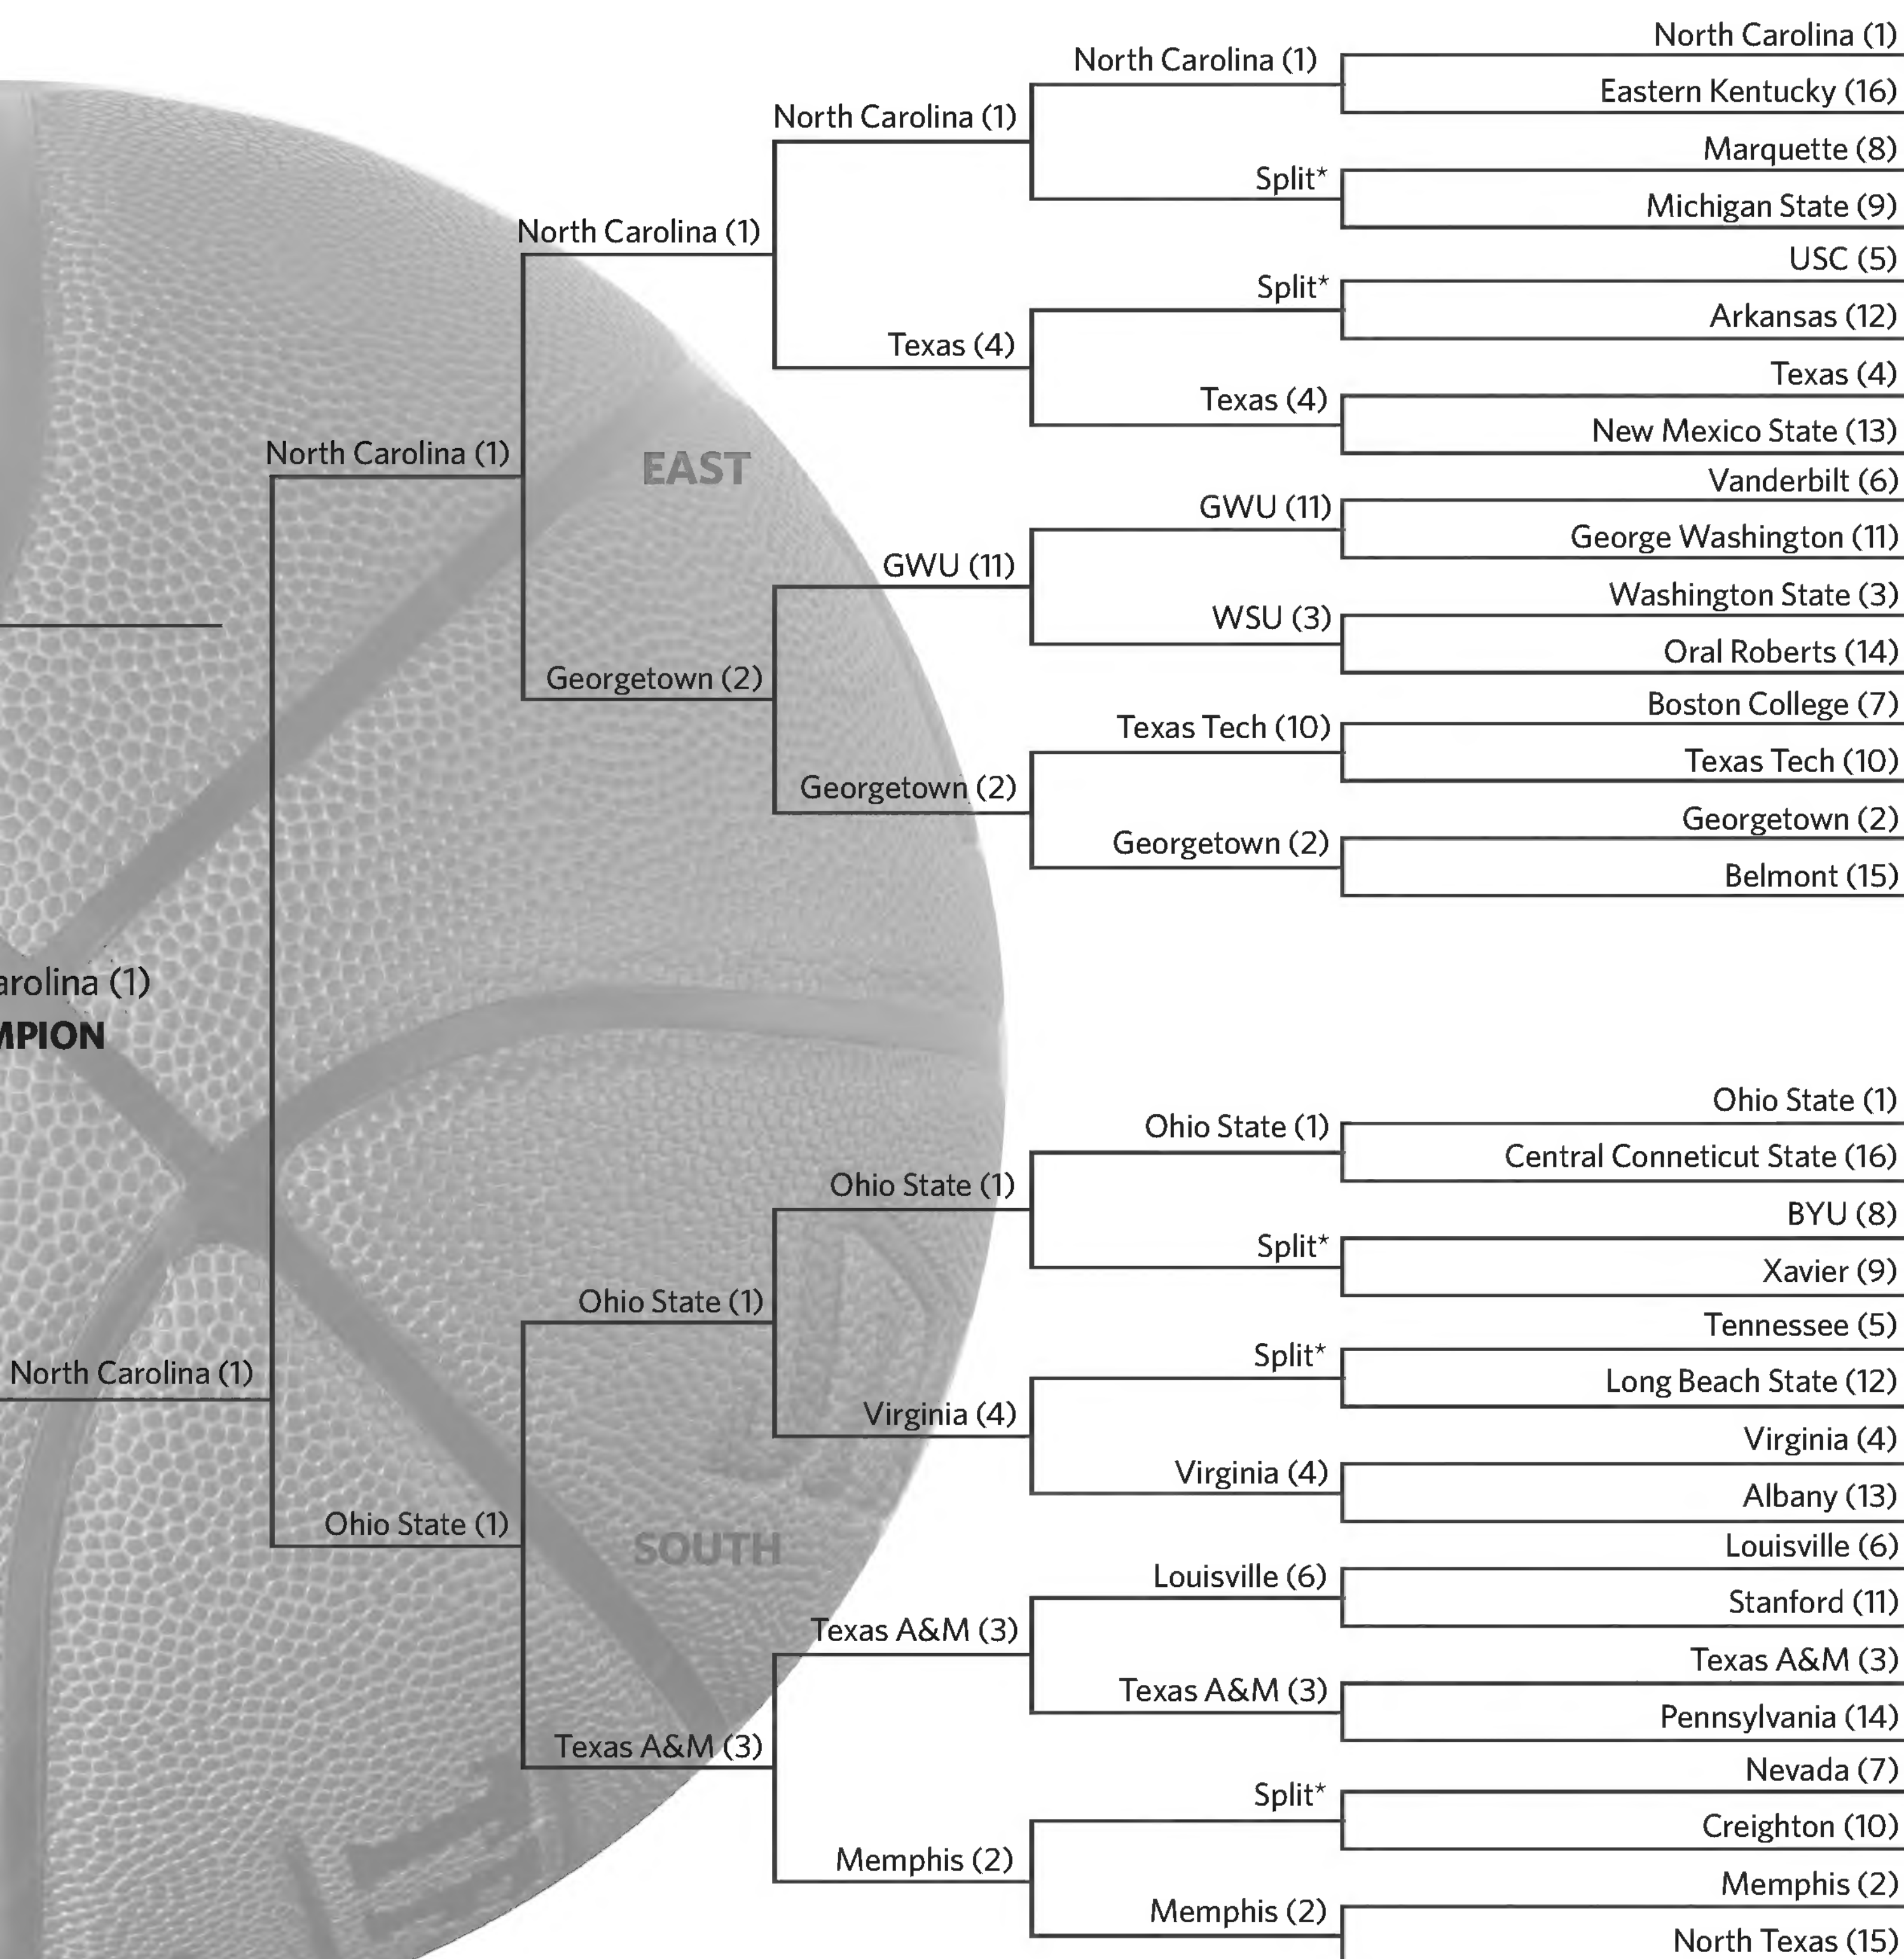 North Carolina (1)
Eastern Kentucky (16)
Marquette (8)
Michigan State (9)
USC (5)
Arkansas (12)
Texas (4)
New Mexico State (13)
Vanderbilt (6)
George Washington (11)
Washington State (3)
Oral Roberts (14)
Boston College (7)
Texas Tech (10)
Georgetown (2)
Belmont (15)
North Carolina (1)
Split*
Split*
Texas (4)
GWU (11)
WSU (3)
Texas Tech (10)
Georgetown (2)
North Carolina (1)
Texas (4)
GWU (11)
Georgetown (2)
North Carolina (1)
Georgetown (2)
North Carolina (1)
EAST
arolina (1)
MPION
North Carolina (1)
Ohio State (1)
Central Conneticut State (16)
BYU (8)
Xavier (9)
Tennessee (5)
Long Beach State (12)
Virginia (4)
Albany (13)
Louisville (6)
Stanford (11)
Texas A&M (3)
Pennsylvania (14)
Nevada (7)
Creighton (10)
Memphis (2)
North Texas (15)
Ohio State (1)
Split*
Split*
Virginia (4)
Louisville (6)
Texas A&M (3)
Split*
Memphis (2)
Ohio State (1)
Virginia (4)
Texas A&M (3)
Memphis (2)
Ohio State (1)
Texas A&M (3)
Ohio State (1)
SOUTH